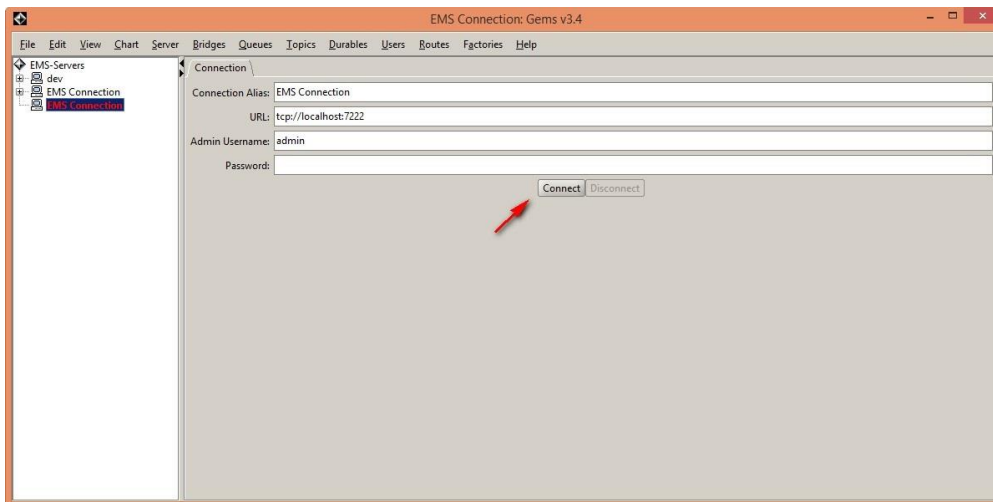 EMS Connection: Gems v3.4
File Edit View Chart Server Bridges Queues Topics Durables Users Routes Factories Help
EMS-Servers
dev
EMS Connection
EMS Connection
Connection
Connection Alias: EMS Connection
URL: tcp://localhost:7222
Admin Username: admin
Password:
Connect Disconnect